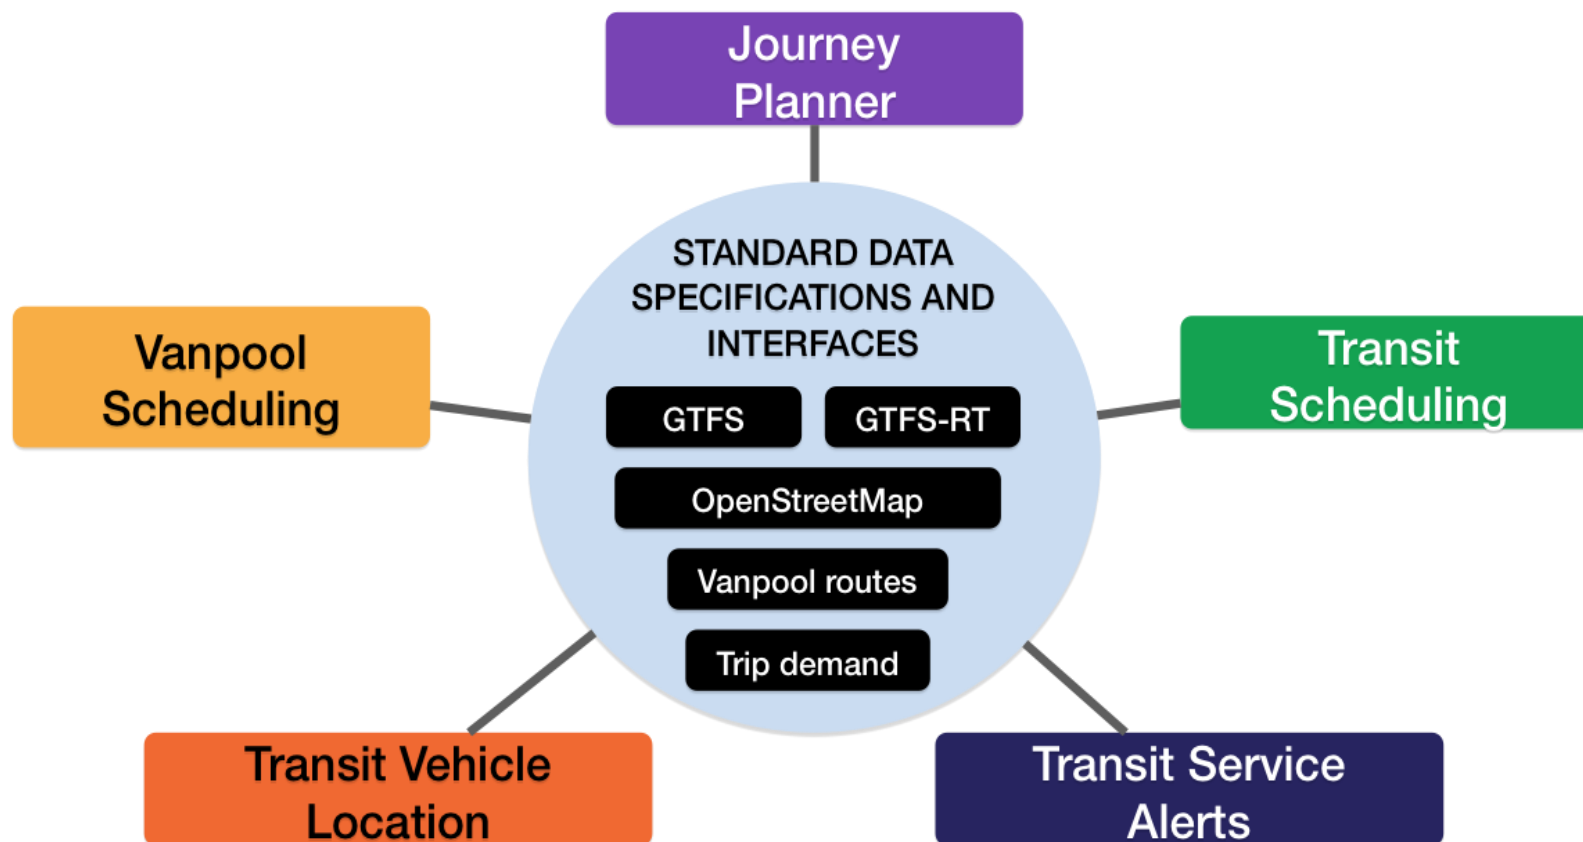 Journey
Planner
STANDARD DATA
SPECIFICATIONS AND
INTERFACES
Vanpool
Scheduling
Transit
Scheduling
GTFS
GTFS-RT
OpenStreetMap
Vanpool routes
Trip demand
Transit Vehicle
Location
Transit Service
Alerts